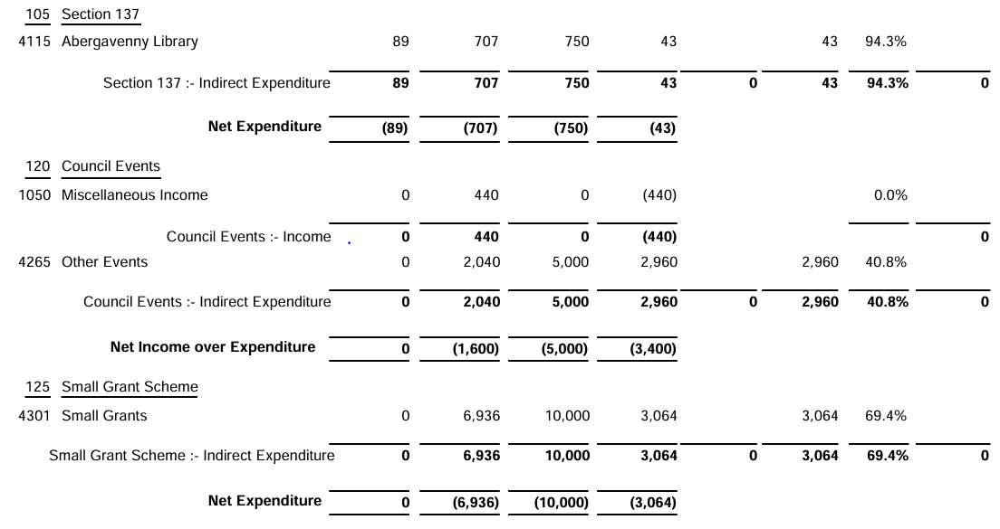 105 Section 137
4115 Abergavenny Library 89 707 750 43 43 94.3%
Section 137 :- Indirect Expenditure 89 707 750 43 0 43 94.3% 0
Net Expenditure (89) (707) (750) (43)
120 Council Events
1050 Miscellaneous Income 0 440 0 (440) 0.0%
Council Events :- Income 0 440 0 (440) 0
4265 Other Events 0 2,040 5,000 2,960 2,960 40.8%
Council Events :- Indirect Expenditure 0 2,040 5,000 2,960 0 2,960 40.8% 0
Net Income over Expenditure 0 (1,600) (5,000) (3,400)
125 Small Grant Scheme
4301 Small Grants 0 6,936 10,000 3,064 3,064 69.4%
Small Grant Scheme :- Indirect Expenditure 0 6,936 10,000 3,064 0 3,064 69.4% 0
Net Expenditure 0 (6,936) (10,000) (3,064)